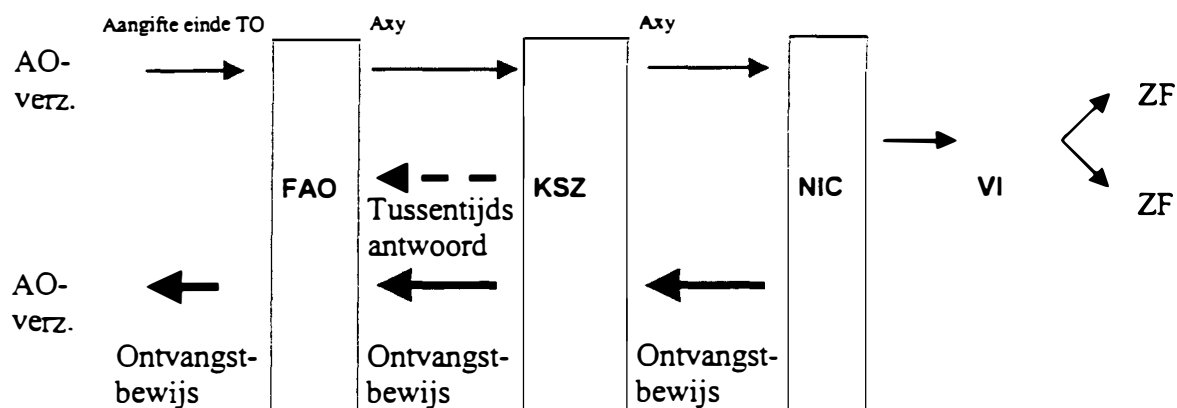 Aangifte einde TO
Axy
Axy
AO-
verz.
ZF
FAO
KSZ
NIC
VI
ZF
Tussentijds
antwoord
AO-
verz.
Ontvangst-
bewijs
Ontvangst-
bewijs
Ontvangst-
bewijs